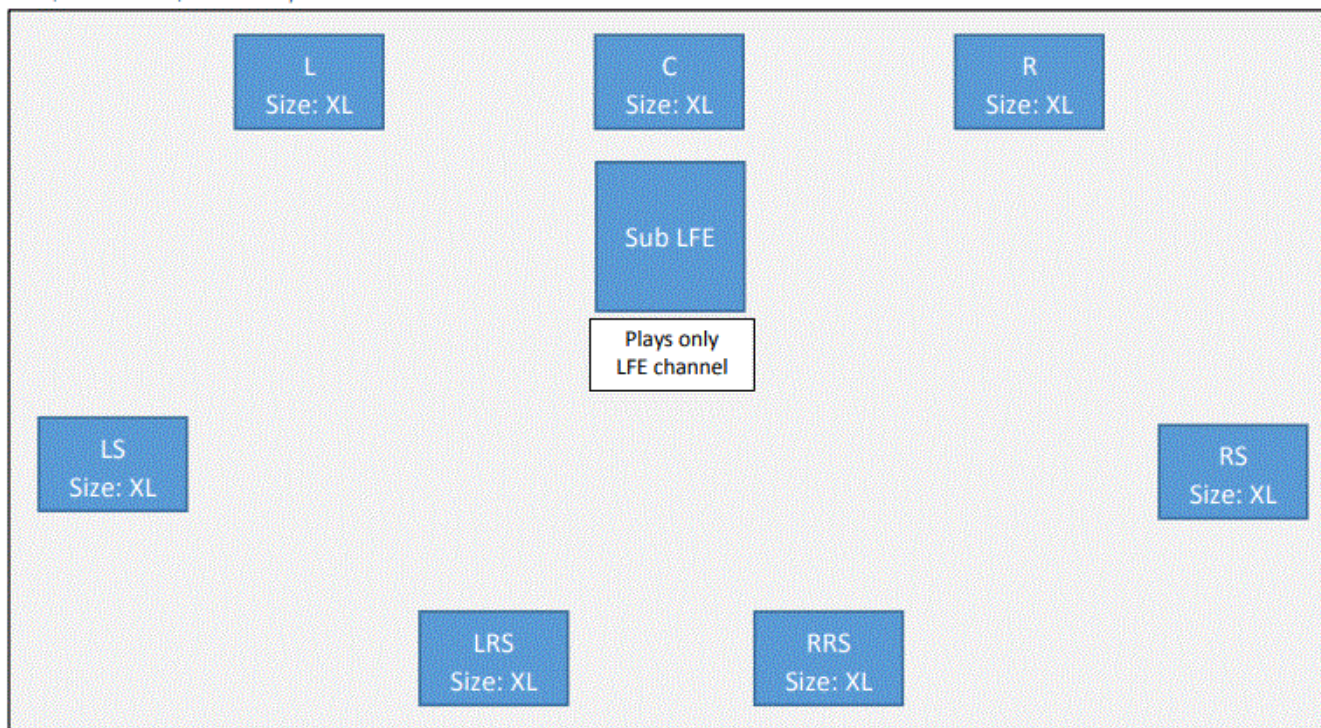 L
Size: XL
C
Size: XL
R
Size: XL
Sub LFE
Plays only
LFE channel
LS
Size: XL
RS
Size: XL
LRS
Size: XL
RRS
Size: XL